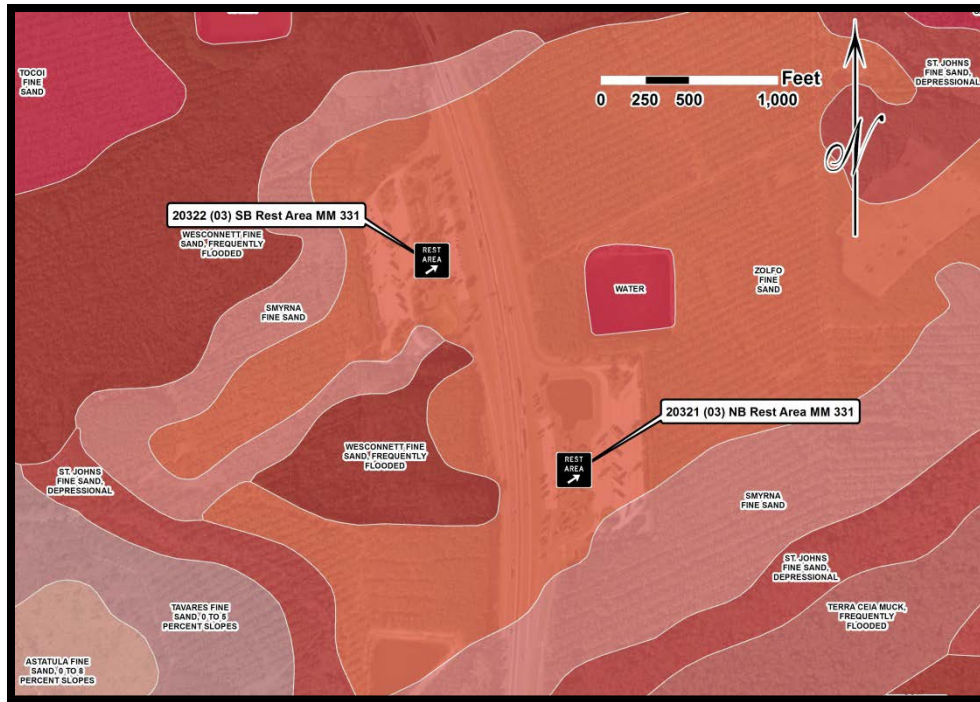 TOCOI
FINE
SAND
ST. JOHNS
FINE SAND,
DEPRESSIONAL
Feet
0 250 500 1,000
N
20322 (03) SB Rest Area MM 331
WESCONNETT FINE
SAND, FREQUENTLY
FLOODED
REST
AREA
SMYRNA
FINE SAND
WATER
ZOLFO
FINE
SAND
20321 (03) NB Rest Area MM 331
REST
AREA
WESCONNETT FINE
SAND, FREQUENTLY
FLOODED
ST. JOHNS
FINE SAND,
DEPRESSIONAL
SMYRNA
FINE SAND
ST. JOHNS
FINE SAND,
DEPRESSIONAL
TAVARES FINE
SAND, 0 TO 5
PERCENT SLOPES
TERRA CEIA MUCK,
FREQUENTLY
FLOODED
ASTATULA FINE
SAND, 0 TO 8
PERCENT SLOPES